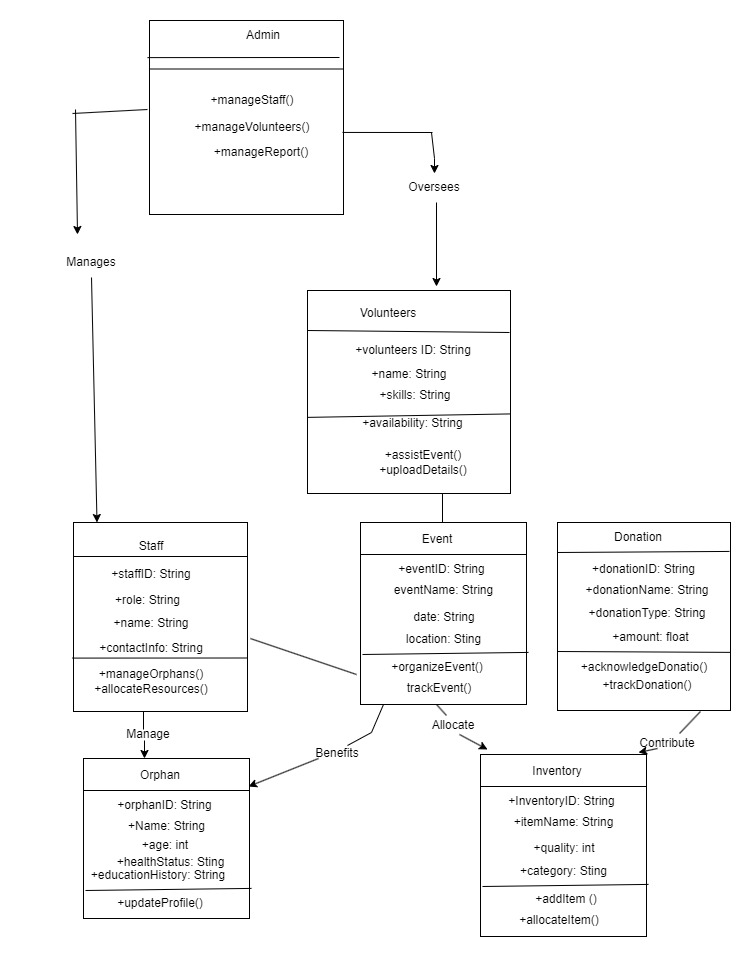 Admin
+manageStaff()
+manageVolunteers()
+manageReport()
Oversees
Manages
Volunteers
+volunteers ID: String
+name: String
+skills: String
+availability: String
+assistEvent()
+uploadDetails()
Staff
+staffID: String
+role: String
+name: String
+contactInfo: String
+manageOrphans()
+allocateResources()
Event
+eventID: String
eventName: String
date: String
location: Sting
+organizeEvent()
trackEvent()
Donation
+donationID: String
+donationName: String
+donationType: String
+amount: float
+acknowledgeDonatio()
+trackDonation()
Manage
Benefits
Allocate
Contribute
Orphan
+orphanID: String
+Name: String
+age: int
+healthStatus: Sting
+educationHistory: String
+updateProfile()
Inventory
+InventoryID: String
+itemName: String
+quality: int
+category: Sting
+addItem ()
+allocateItem()